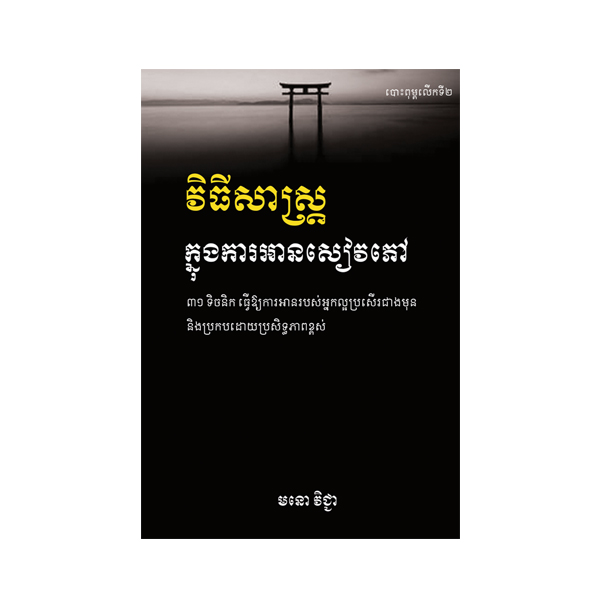 បោះពុម្ពលើកទី២
វិធីសាស្ត្រ
ក្នុងការអានសៀវភៅ
៣១ ទិចនិក ធ្វើឱ្យការអានរបស់អ្នកល្អប្រសើរជាងមុន
និងប្រកបដោយប្រសិទ្ធភាពខ្ពស់
មនោ វិជ្ជា